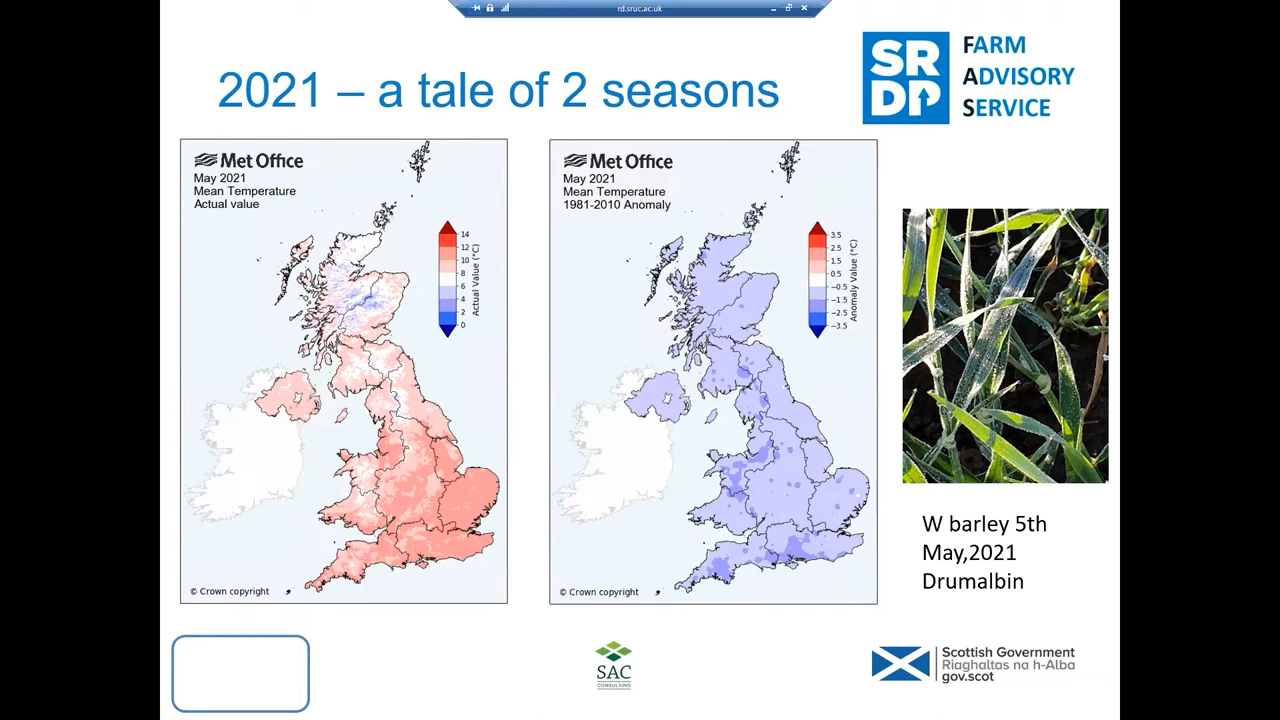 rd.sruc.ac.uk
2021 – a tale of 2 seasons
SR
DP
FARM
ADVISORY
SERVICE
Met Office
May 2021
Mean Temperature
Actual value
14
12
10
8
6
4
2
0
Actual Value (°C)
© Crown copyright
Met Office
May 2021
Mean Temperature
1981-2010 Anomaly
3.5
2.5
1.5
0.5
−0.5
−1.5
−2.5
−3.5
Anomaly Value (°C)
© Crown copyright
W barley 5th
May,2021
Drumalbin
SAC
CONSULTING
Scottish Government
Riaghaltas na h-Alba
gov.scot